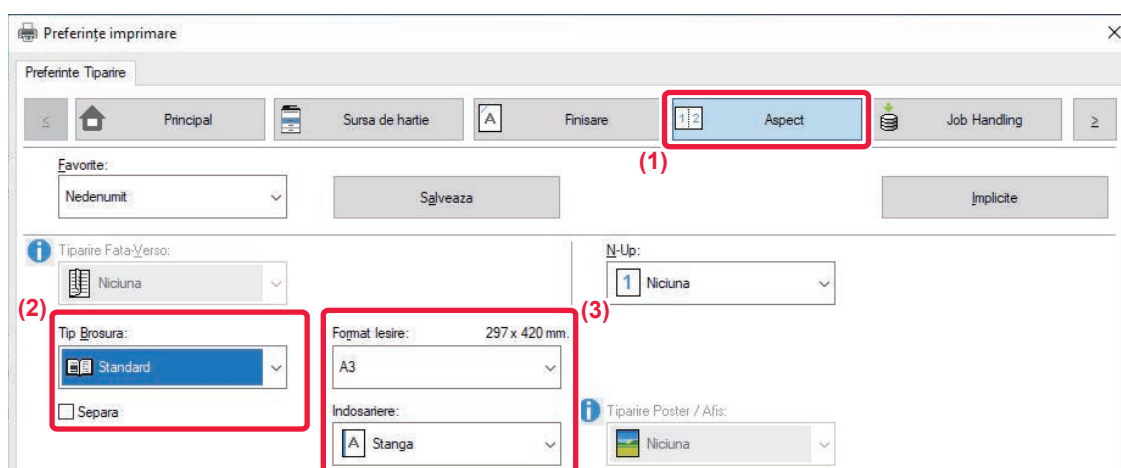 Preferințe imprimare
Preferinte Tiparire
Principal
Sursa de hartie
Finisare
Aspect
Job Handling
(1)
Favorite:
Nedenumit
Salveaza
Implicite
Tiparire Fata-Verso:
Niciuna
N-Up:
1 Niciuna
(2)
(3)
Tip Brosura:
Standard
Separa
Format Iesire: 297 x 420 mm.
A3
Indosariere:
A Stanga
Tiparire Poster / Afis:
Niciuna